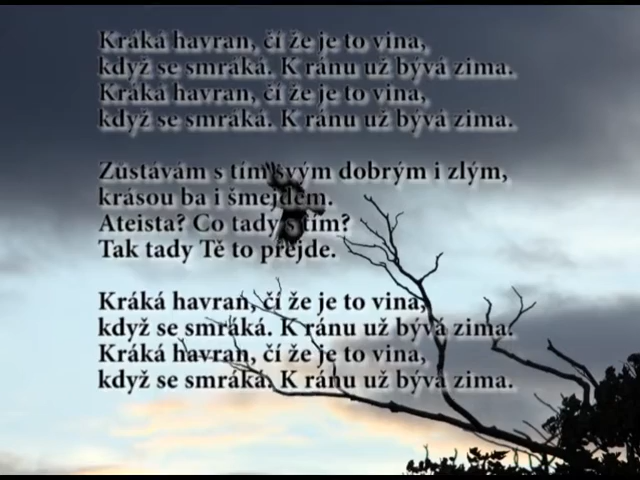 Kráká havran, čí že je to vina,
když se smráká. K ránu už bývá zima.
Kráká havran, čí že je to vina,
když se smráká. K ránu už bývá zima.
Zůstávám s tím svým dobrým i zlým,
krásou ba i šmejdem.
Ateista? Co tady s tím?
Tak tady Tě to přejde.
Kráká havran, čí že je to vina,
když se smráká. K ránu už bývá zima.
Kráká havran, čí že je to vina,
když se smráká. K ránu už bývá zima.